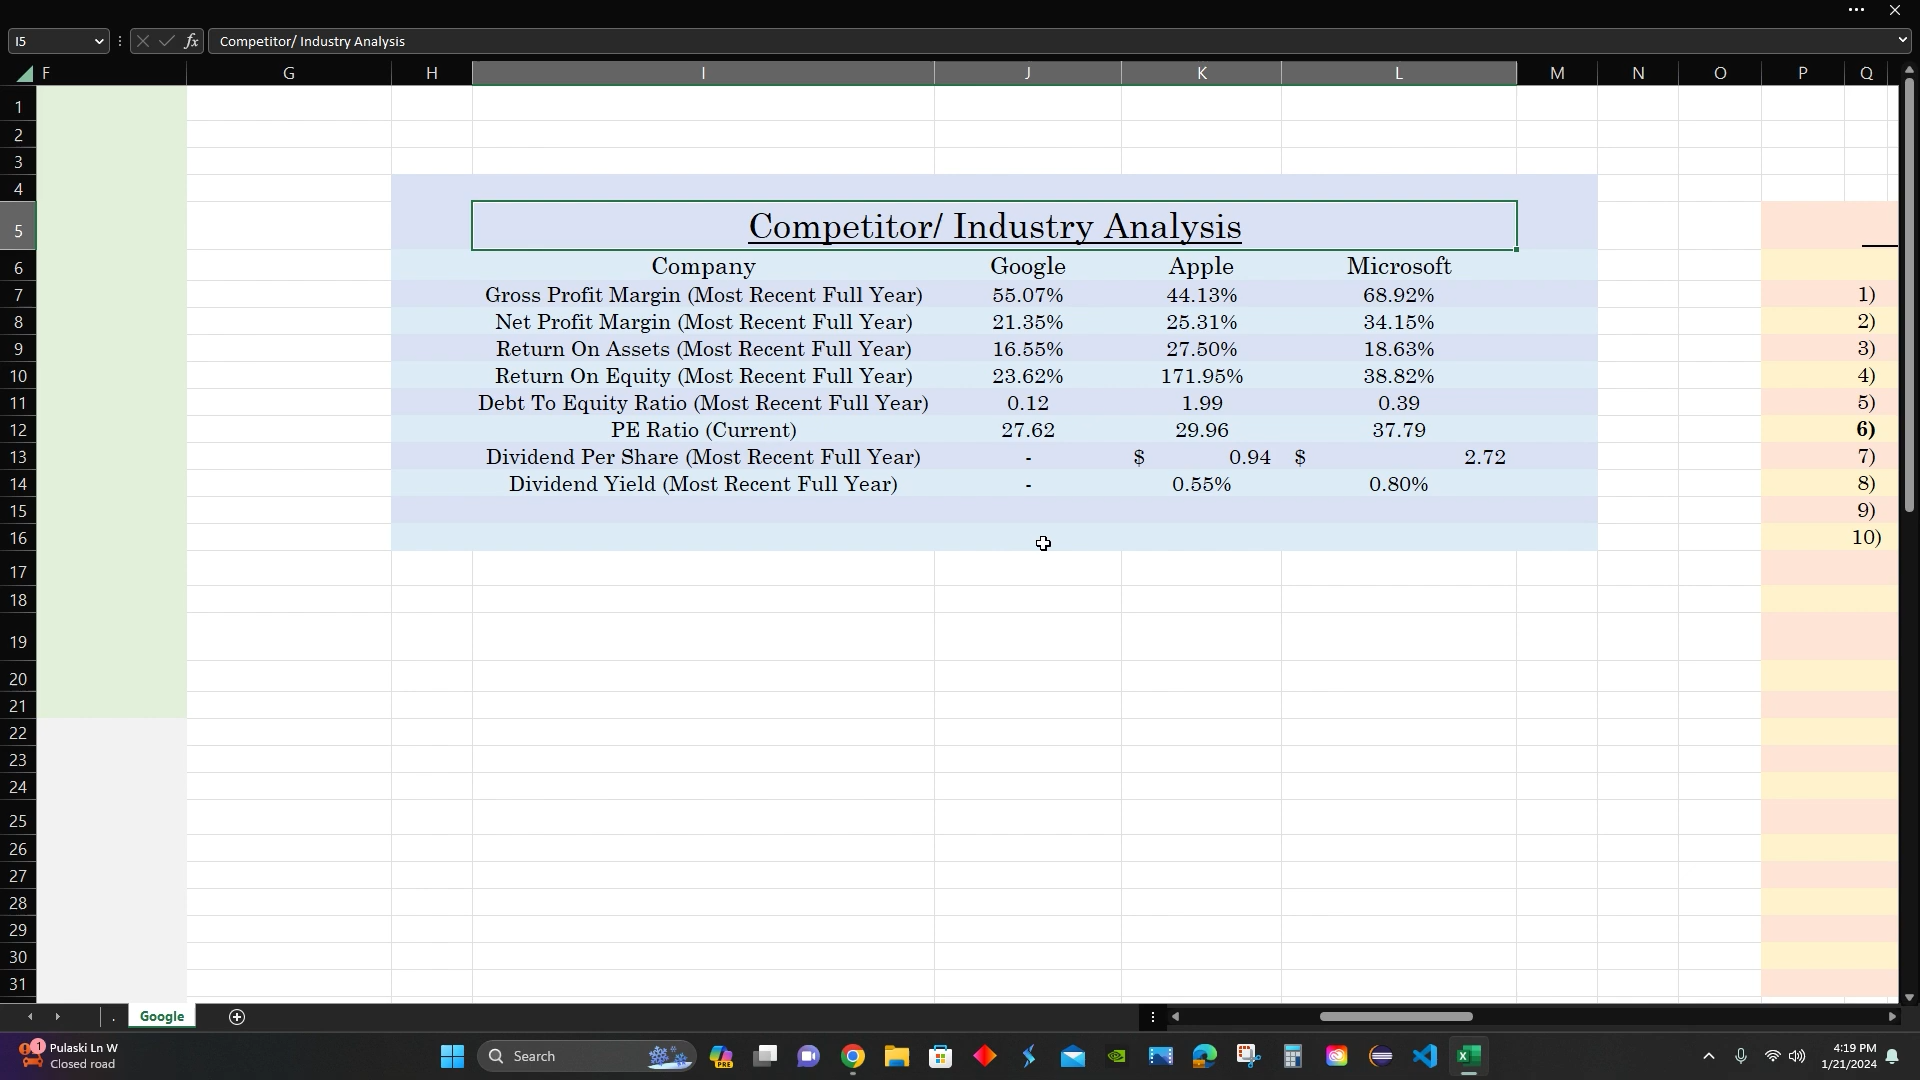 I5
fx
Competitor/ Industry Analysis
F G H I J K L M N O P Q
1
2
3
4
5 Competitor/ Industry Analysis
6 Company Google Apple Microsoft
7 Gross Profit Margin (Most Recent Full Year) 55.07% 44.13% 68.92% 1)
8 Net Profit Margin (Most Recent Full Year) 21.35% 25.31% 34.15% 2)
9 Return On Assets (Most Recent Full Year) 16.55% 27.50% 18.63% 3)
10 Return On Equity (Most Recent Full Year) 23.62% 171.95% 38.82% 4)
11 Debt To Equity Ratio (Most Recent Full Year) 0.12 1.99 0.39 5)
12 PE Ratio (Current) 27.62 29.96 37.79 6)
13 Dividend Per Share (Most Recent Full Year) - $ 0.94 $ 2.72 7)
14 Dividend Yield (Most Recent Full Year) - 0.55% 0.80% 8)
15 9)
16 10)
17
18
19
20
21
22
23
24
25
26
27
28
29
30
31
. Google
1 Pulaski Ln W
Closed road
Search
PRE
4:19 PM
1/21/2024